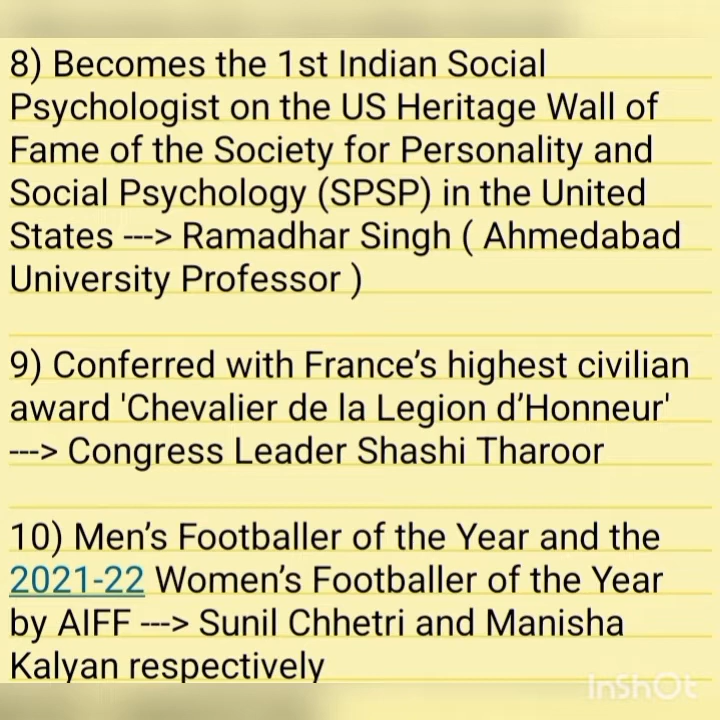 8) Becomes the 1st Indian Social
Psychologist on the US Heritage Wall of
Fame of the Society for Personality and
Social Psychology (SPSP) in the United
States ---> Ramadhar Singh ( Ahmedabad
University Professor )
9) Conferred with France’s highest civilian
award 'Chevalier de la Legion d’Honneur'
---> Congress Leader Shashi Tharoor
10) Men’s Footballer of the Year and the
2021-22 Women’s Footballer of the Year
by AIFF ---> Sunil Chhetri and Manisha
Kalyan respectively
InShOt